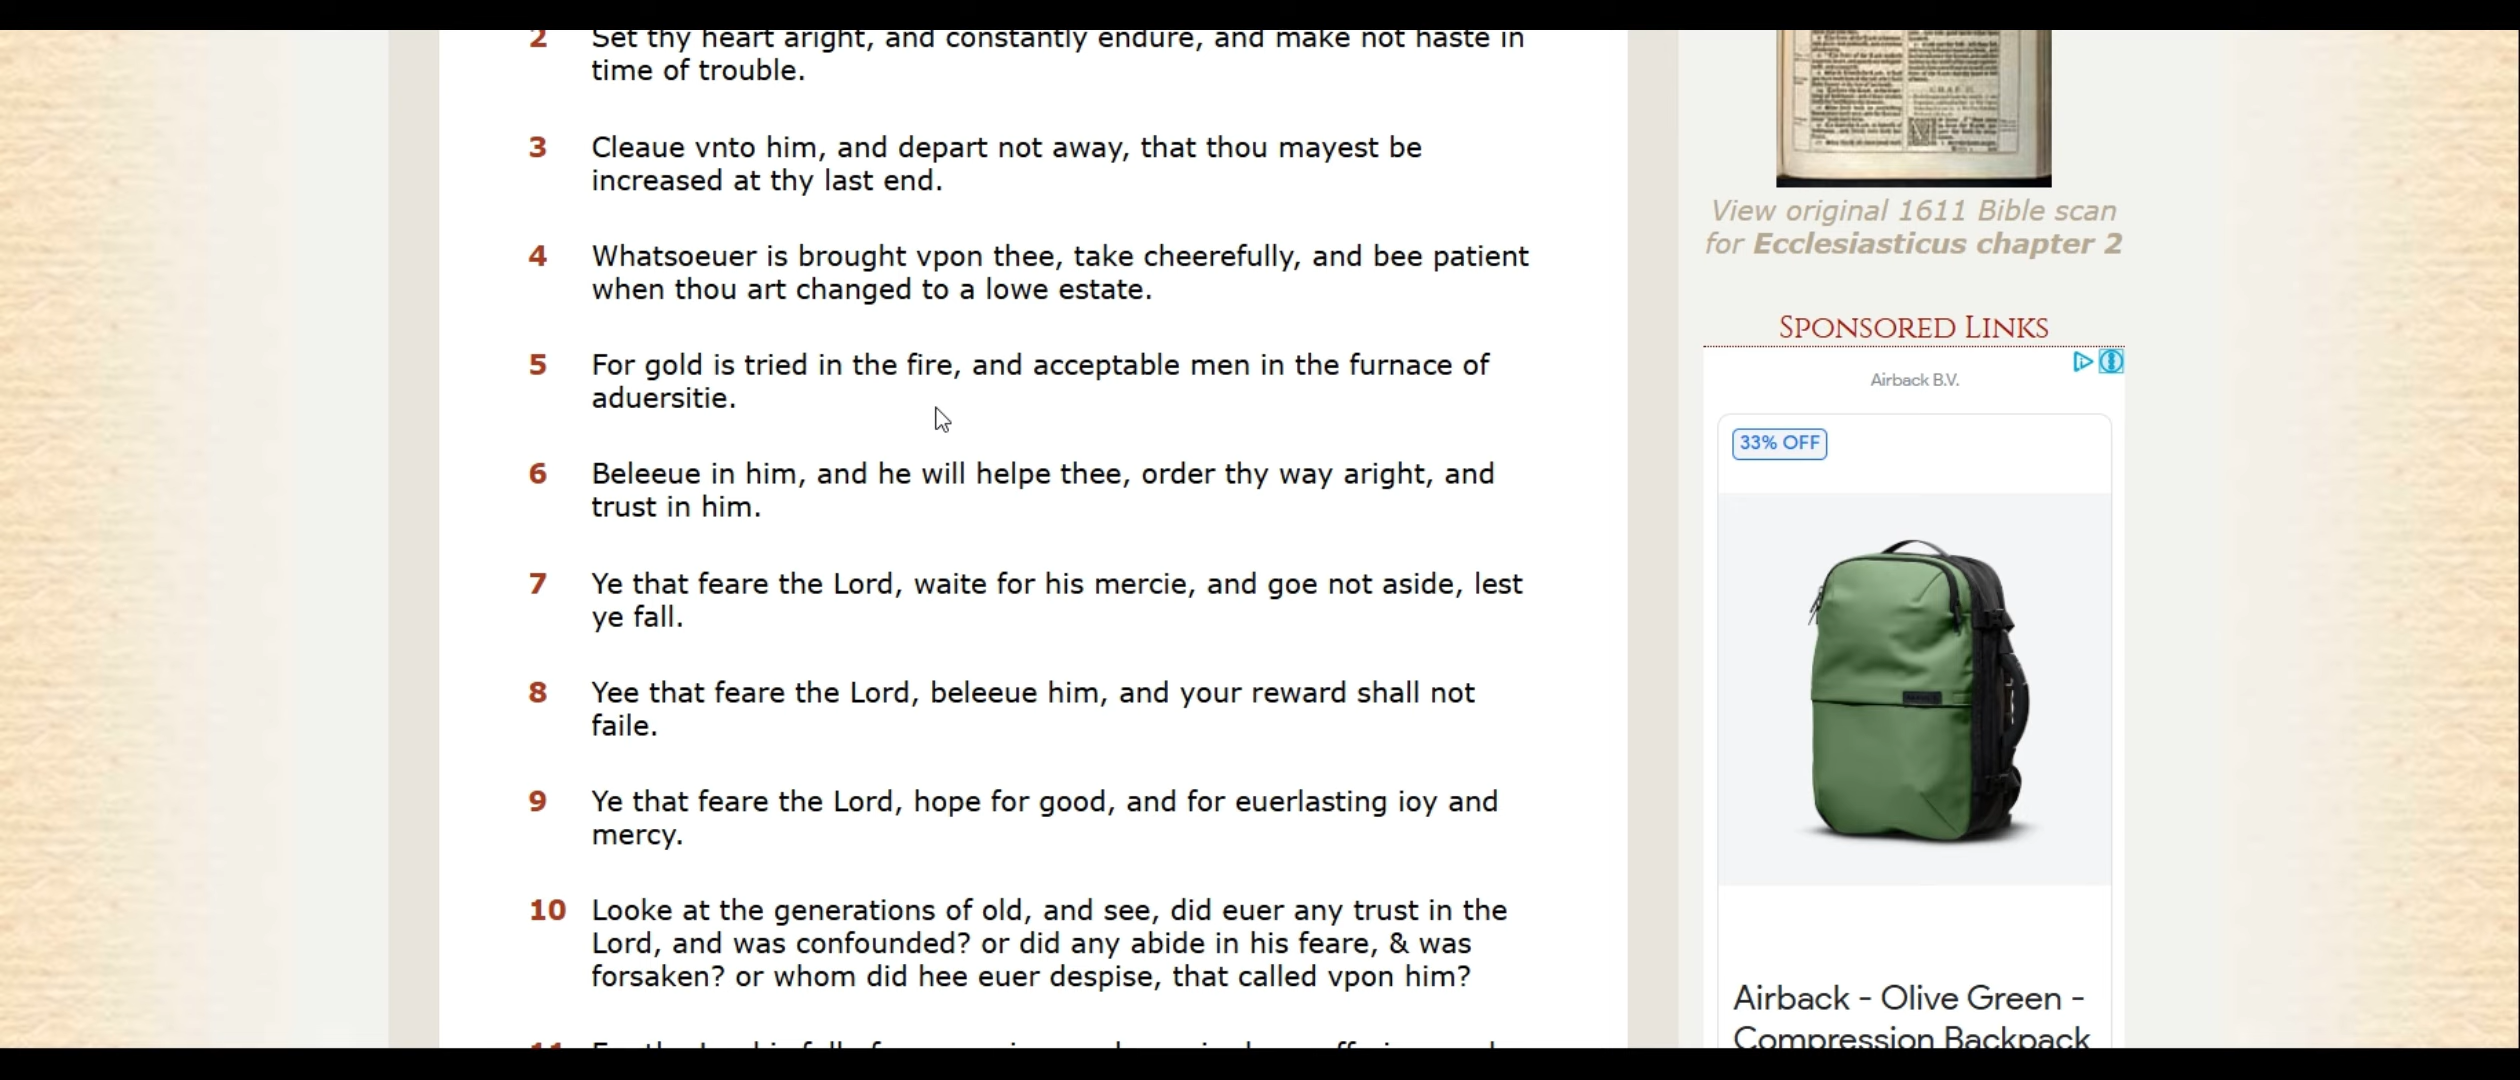 2 Set thy heart aright, and constantly endure, and make not haste in
time of trouble.
3 Cleaue vnto him, and depart not away, that thou mayest be
increased at thy last end.
4 Whatsoeuer is brought vpon thee, take cheerefully, and bee patient
when thou art changed to a lowe estate.
5 For gold is tried in the fire, and acceptable men in the furnace of
aduersitie.
6 Beleeue in him, and he will helpe thee, order thy way aright, and
trust in him.
7 Ye that feare the Lord, waite for his mercie, and goe not aside, lest
ye fall.
8 Yee that feare the Lord, beleeue him, and your reward shall not
faile.
9 Ye that feare the Lord, hope for good, and for euerlasting ioy and
mercy.
10 Looke at the generations of old, and see, did euer any trust in the
Lord, and was confounded? or did any abide in his feare, & was
forsaken? or whom did hee euer despise, that called vpon him?
View original 1611 Bible scan
for Ecclesiasticus chapter 2
Sponsored Links
Airback B.V.
33% OFF
Airback - Olive Green -
Compression Backpack